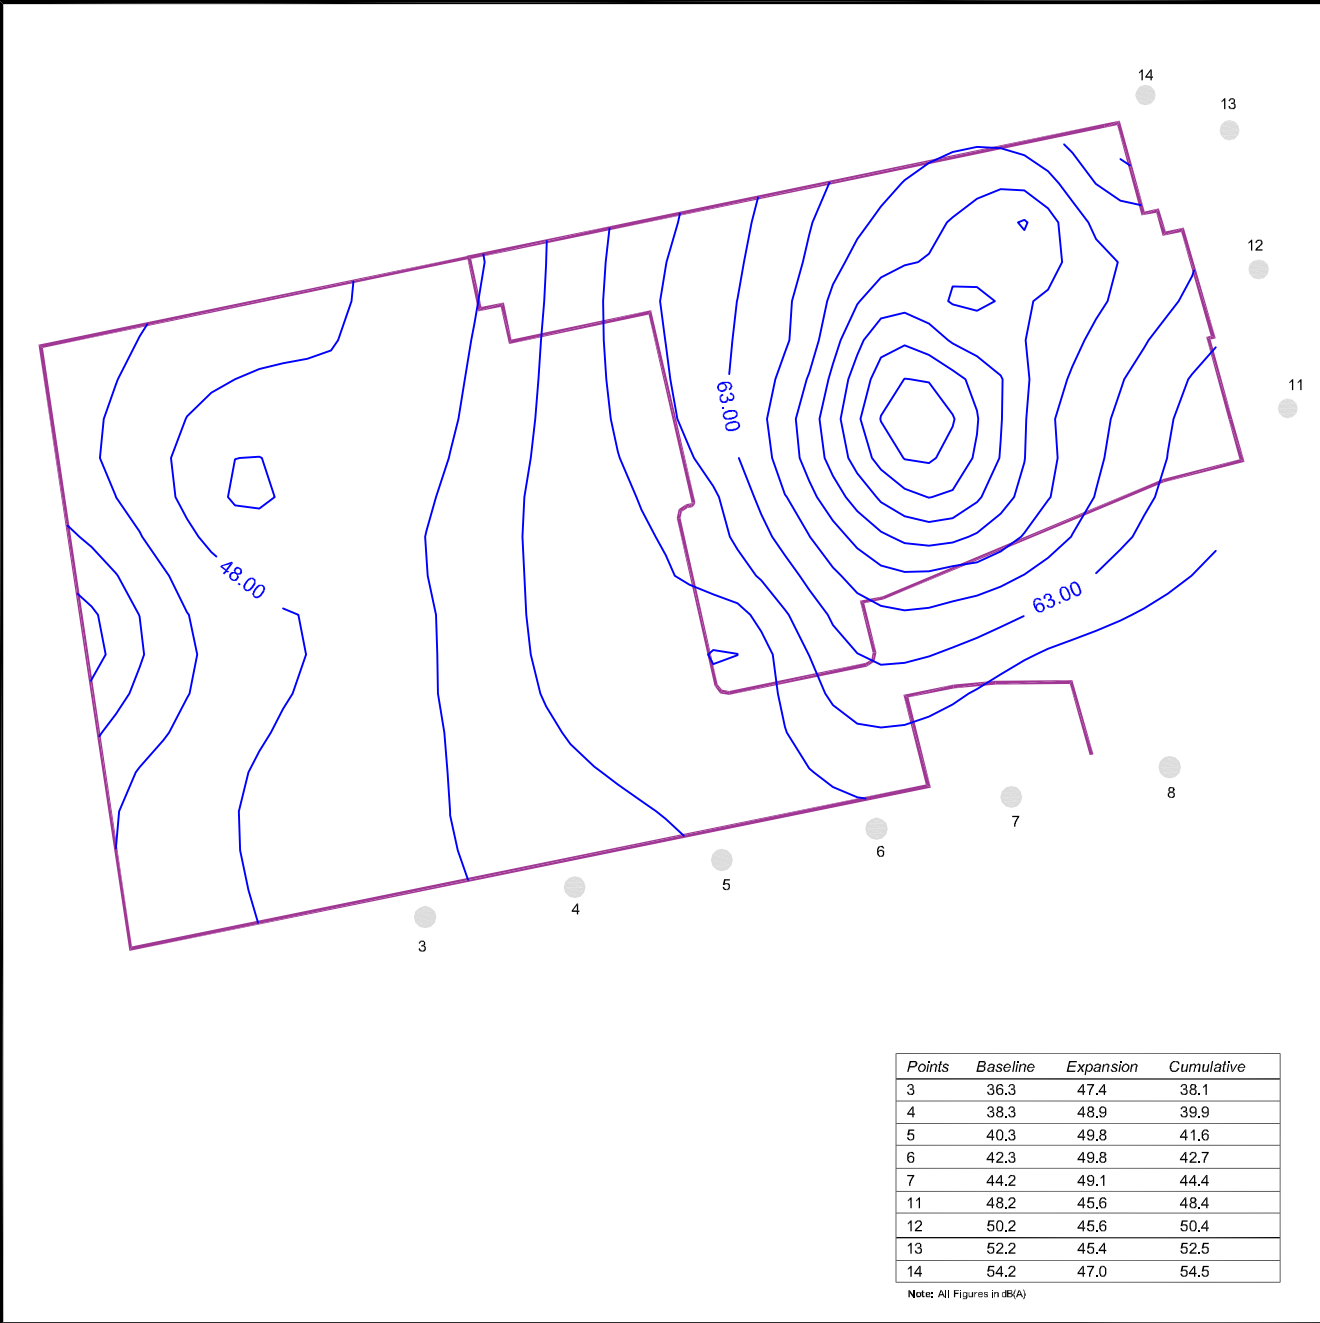 14
13
12
11
63.00
48.00
63.00
8
7
6
5
4
3
Points Baseline Expansion Cumulative
3 36.3 47.4 38.1
4 38.3 48.9 39.9
5 40.3 49.8 41.6
6 42.3 49.8 42.7
7 44.2 49.1 44.4
11 48.2 45.6 48.4
12 50.2 45.6 50.4
13 52.2 45.4 52.5
14 54.2 47.0 54.5
Note: All Figures in dB(A)